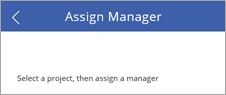 Assign Manager
Select a project, then assign a manager